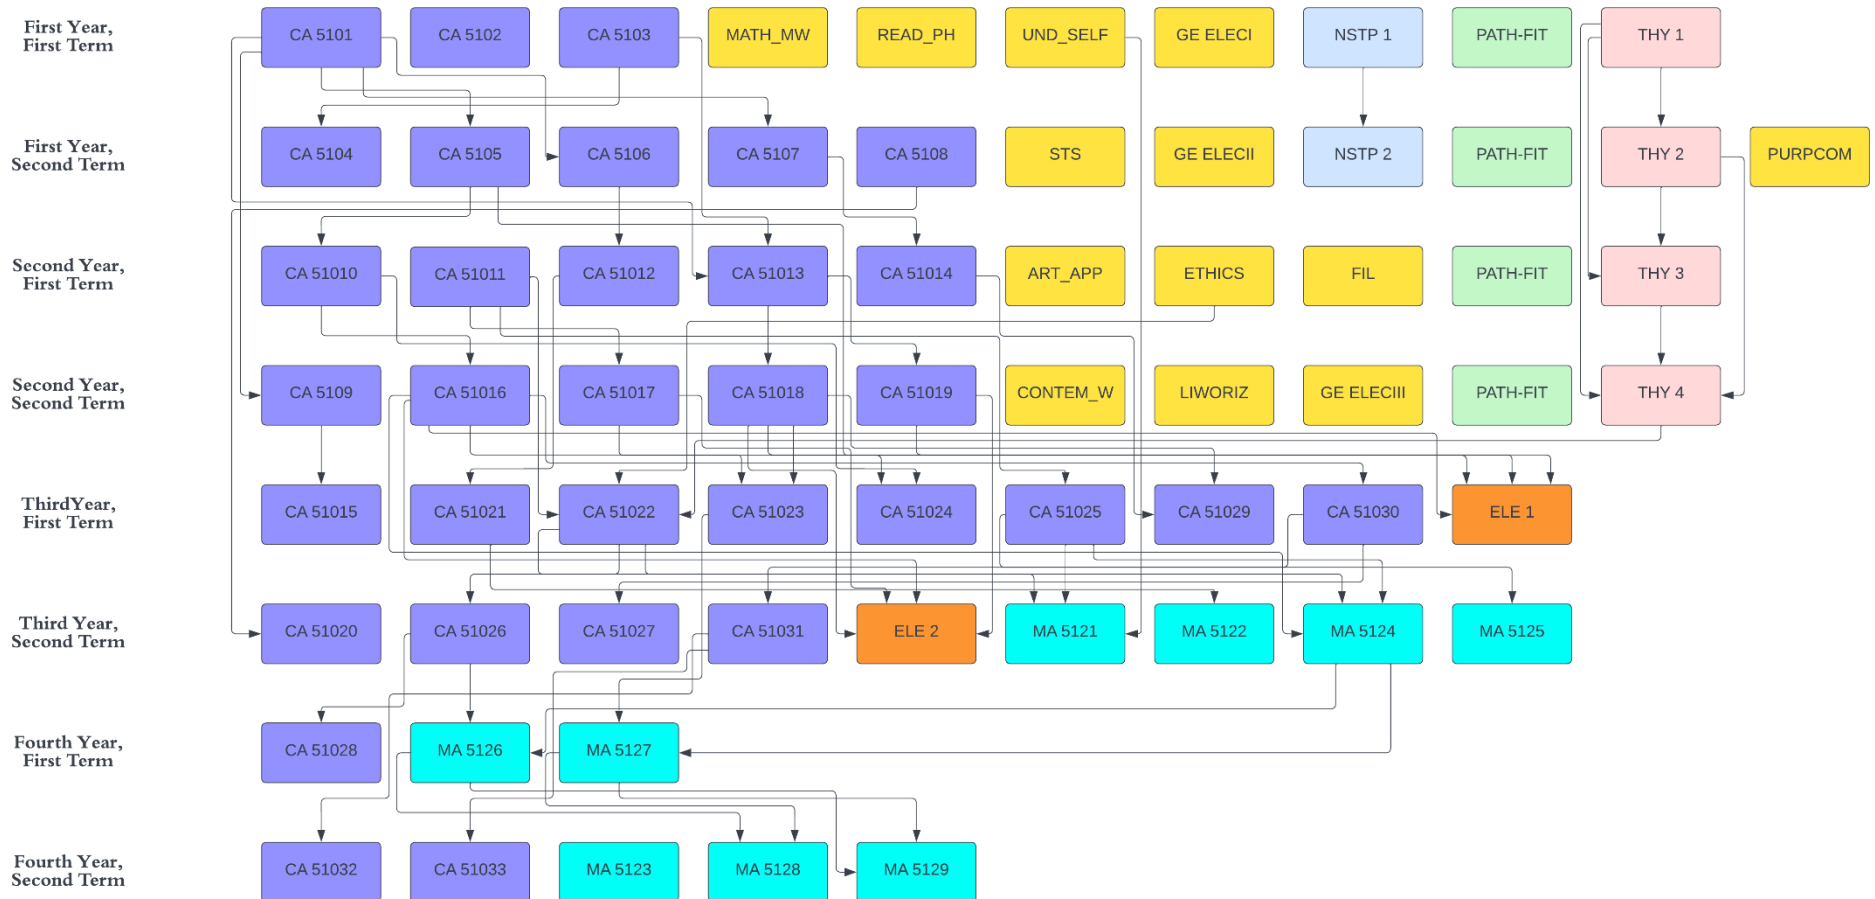 First Year,
First Term
CA 5101
CA 5102
CA 5103
MATH_MW
READ_PH
UND_SELF
GE ELECI
NSTP 1
PATH-FIT
THY 1
First Year,
Second Term
CA 5104
CA 5105
CA 5106
CA 5107
CA 5108
STS
GE ELECII
NSTP 2
PATH-FIT
THY 2
PURPCOM
Second Year,
First Term
CA 51010
CA 51011
CA 51012
CA 51013
CA 51014
ART_APP
ETHICS
FIL
PATH-FIT
THY 3
Second Year,
Second Term
CA 5109
CA 51016
CA 51017
CA 51018
CA 51019
CONTEM_W
LIWORIZ
GE ELECIII
PATH-FIT
THY 4
ThirdYear,
First Term
CA 51015
CA 51021
CA 51022
CA 51023
CA 51024
CA 51025
CA 51029
CA 51030
ELE 1
Third Year,
Second Term
CA 51020
CA 51026
CA 51027
CA 51031
ELE 2
MA 5121
MA 5122
MA 5124
MA 5125
Fourth Year,
First Term
CA 51028
MA 5126
MA 5127
Fourth Year,
Second Term
CA 51032
CA 51033
MA 5123
MA 5128
MA 5129